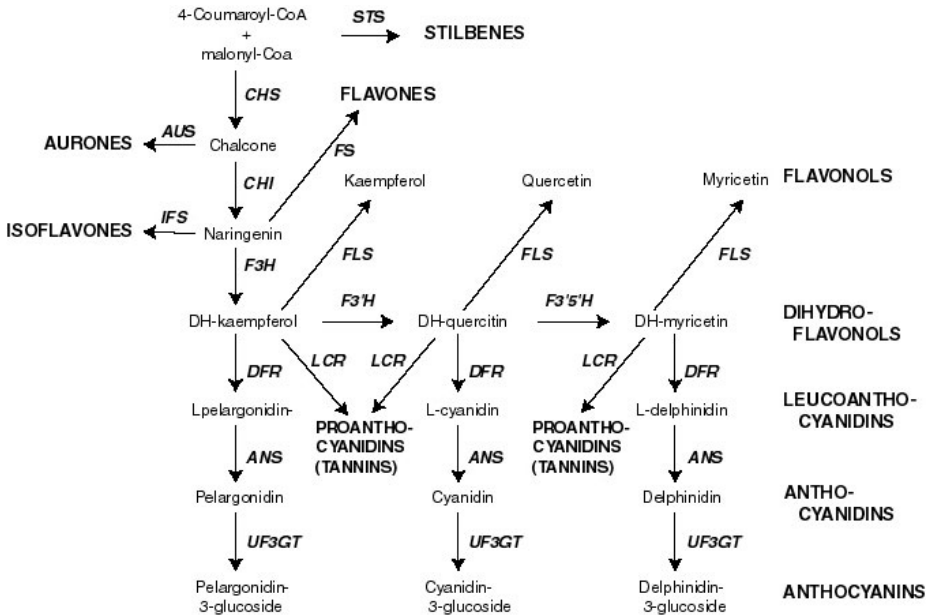 4-Coumaroyl-CoA
+
malonyl-Coa
STS
STILBENES
CHS
FLAVONES
AURONES
AUS
Chalcone
FS
CHI
Kaempferol
Quercetin
Myricetin
FLAVONOLS
ISOFLAVONES
IFS
Naringenin
F3H
FLS
FLS
FLS
F3'H
F3'5'H
DH-kaempferol
DH-quercitin
DH-myricetin
DIHYDRO-
FLAVONOLS
DFR
LCR
LCR
DFR
LCR
DFR
Lpelargonidin-
L-cyanidin
L-delphinidin
LEUCOANTHO-
CYANIDINS
PROANTHO-
CYANIDINS
(TANNINS)
PROANTHO-
CYANIDINS
(TANNINS)
ANS
ANS
ANS
Pelargonidin
Cyanidin
Delphinidin
ANTHO-
CYANIDINS
UF3GT
UF3GT
UF3GT
Pelargonidin-
3-glucoside
Cyanidin-
3-glucoside
Delphinidin-
3-glucoside
ANTHOCYANINS